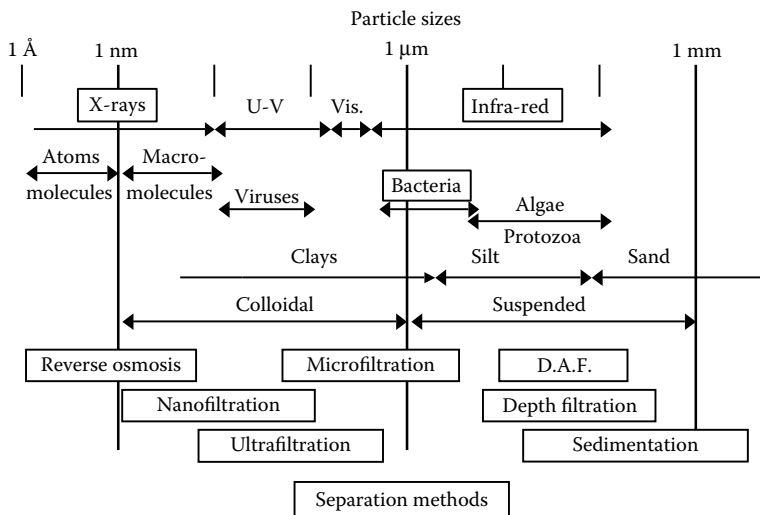 Particle sizes
1 Å 1 nm 1 μm 1 mm
X-rays U-V Vis. Infra-red
Atoms Macro-
molecules molecules
Viruses Bacteria Algae
Protozoa
Clays Silt Sand
Colloidal Suspended
Reverse osmosis Microfiltration D.A.F.
Nanofiltration Depth filtration
Ultrafiltration Sedimentation
Separation methods